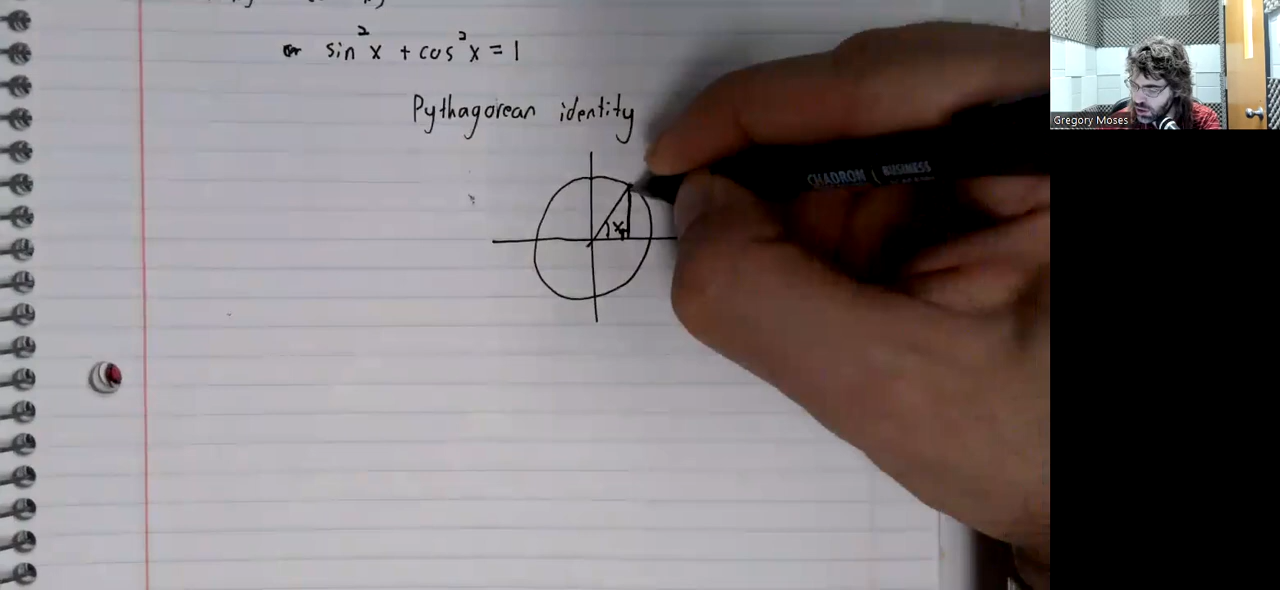 sin²x + cos²x = 1
Pythagorean identity
x
CHADRON | BUSINESS
Gregory Moses